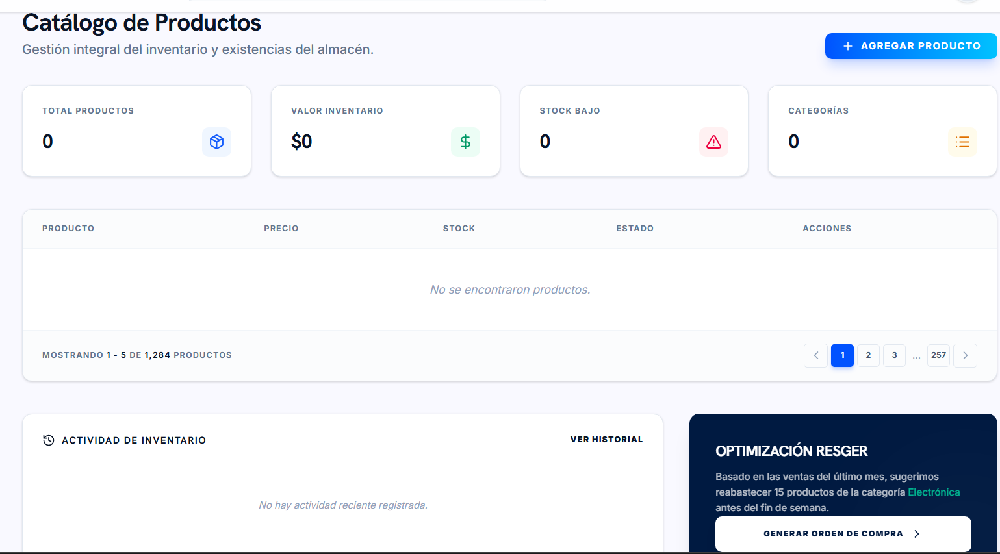 Catálogo de Productos
Gestión integral del inventario y existencias del almacén.
AGREGAR PRODUCTO
TOTAL PRODUCTOS
0
VALOR INVENTARIO
$0
STOCK BAJO
0
CATEGORÍAS
0
PRODUCTO PRECIO STOCK ESTADO ACCIONES
No se encontraron productos.
MOSTRANDO 1 - 5 DE 1,284 PRODUCTOS
1 2 3 ... 257
ACTIVIDAD DE INVENTARIO
VER HISTORIAL
No hay actividad reciente registrada.
OPTIMIZACIÓN RESGER
Basado en las ventas del último mes, sugerimos
reabastecer 15 productos de la categoría Electrónica
antes del fin de semana.
GENERAR ORDEN DE COMPRA